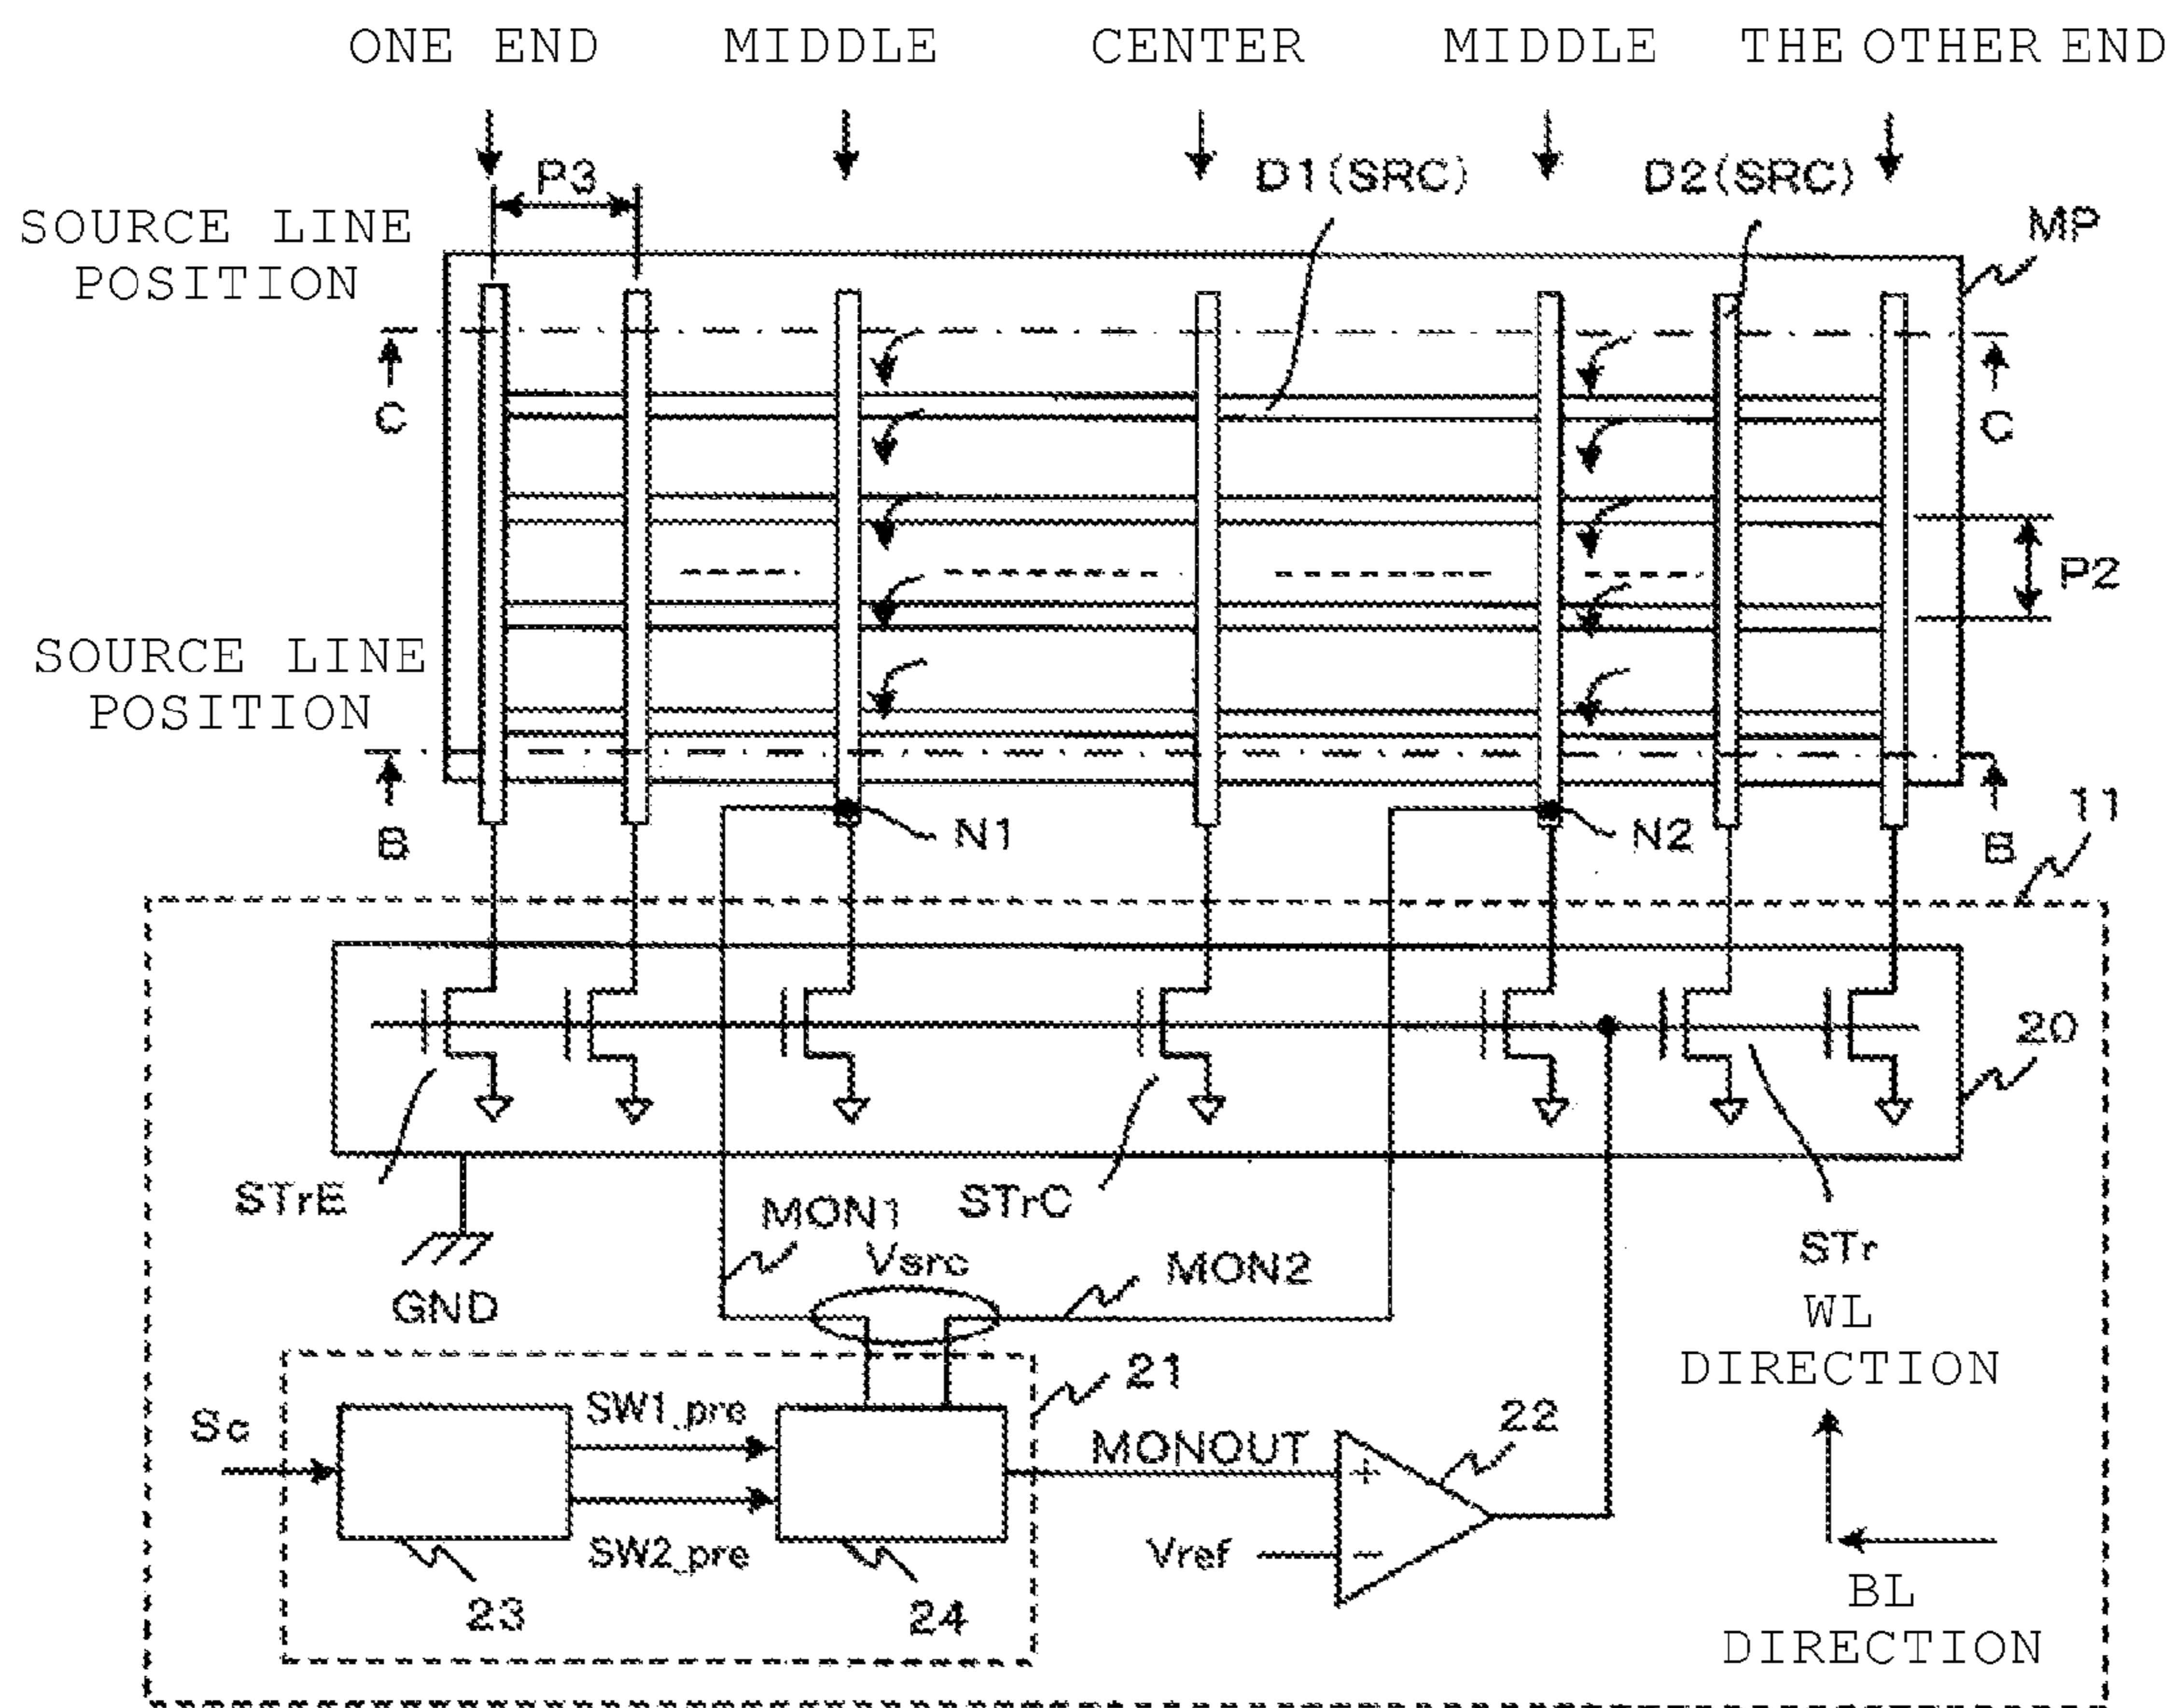 ONE END
MIDDLE
CENTER
MIDDLE
THE OTHER END
P3
D1(SRC)
D2(SRC)
MP
SOURCE LINE
POSITION
C
C
P2
SOURCE LINE
POSITION
B
N1
N2
B
11
20
STrE
MON1
STrC
STr
Vsrc
MON2
GND
WL
DIRECTION
21
Sc
SW1_pre
MONOUT
22
+
SW2_pre
Vref
−
23
24
BL
DIRECTION